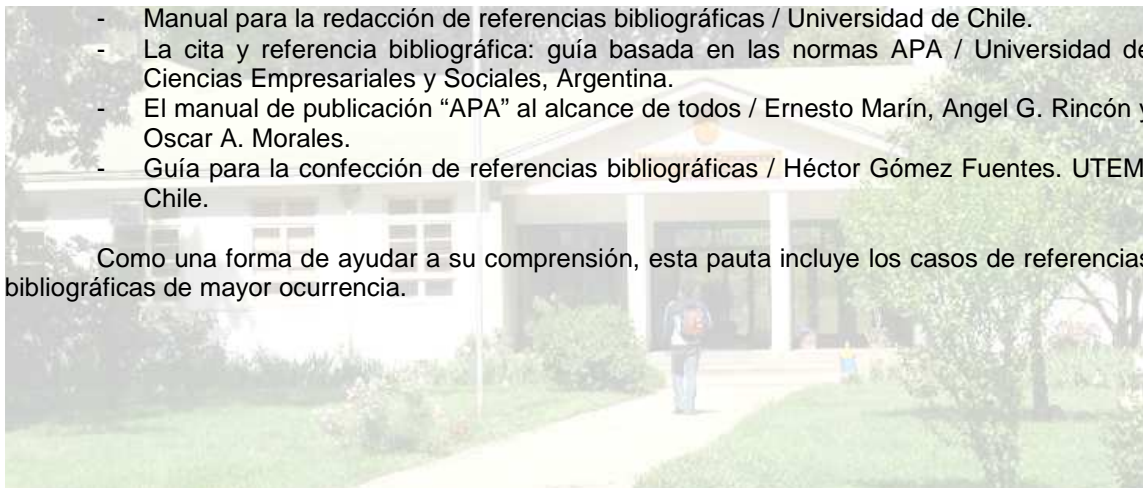 - Manual para la redacción de referencias bibliográficas / Universidad de Chile.
- La cita y referencia bibliográfica: guía basada en las normas APA / Universidad de
Ciencias Empresariales y Sociales, Argentina.
- El manual de publicación “APA” al alcance de todos / Ernesto Marín, Angel G. Rincón y
Oscar A. Morales.
- Guía para la confección de referencias bibliográficas / Héctor Gómez Fuentes. UTEM
Chile.
Como una forma de ayudar a su comprensión, esta pauta incluye los casos de referencias
bibliográficas de mayor ocurrencia.